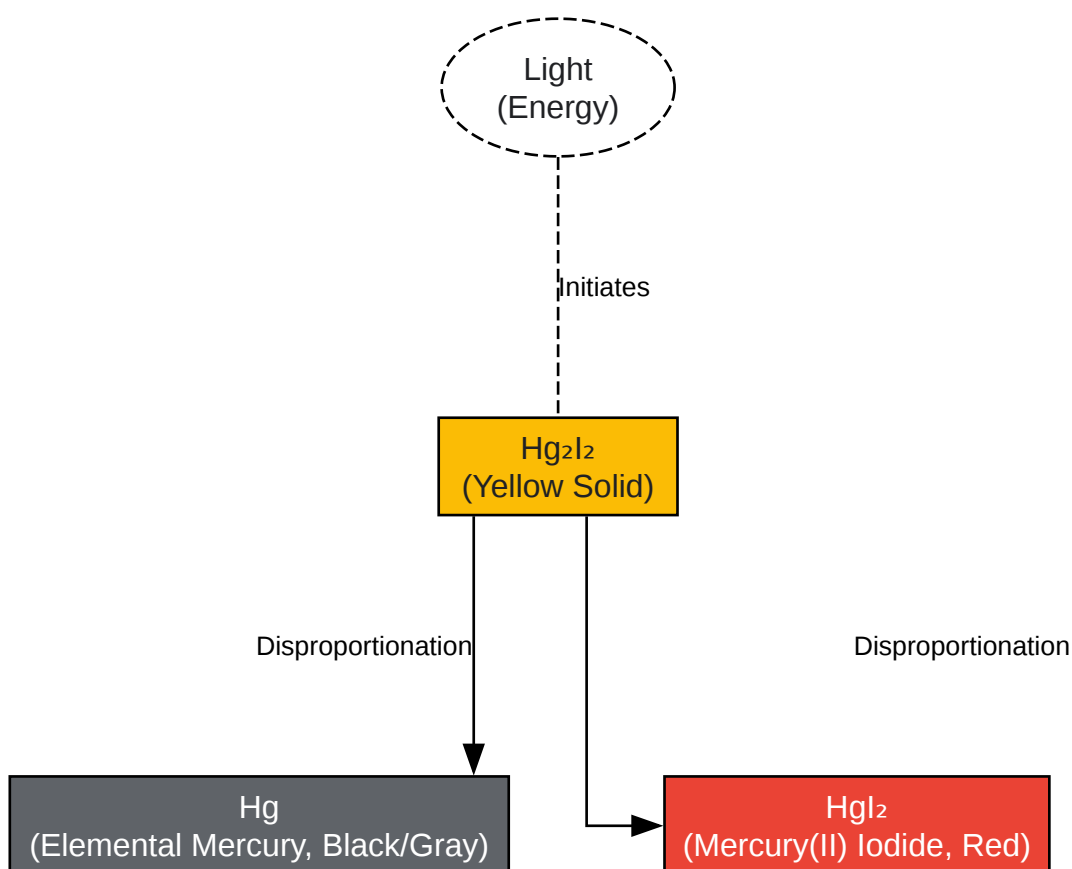 Light
(Energy)
Initiates
Hg₂I₂
(Yellow Solid)
Disproportionation
Disproportionation
Hg
(Elemental Mercury, Black/Gray)
HgI₂
(Mercury(II) Iodide, Red)